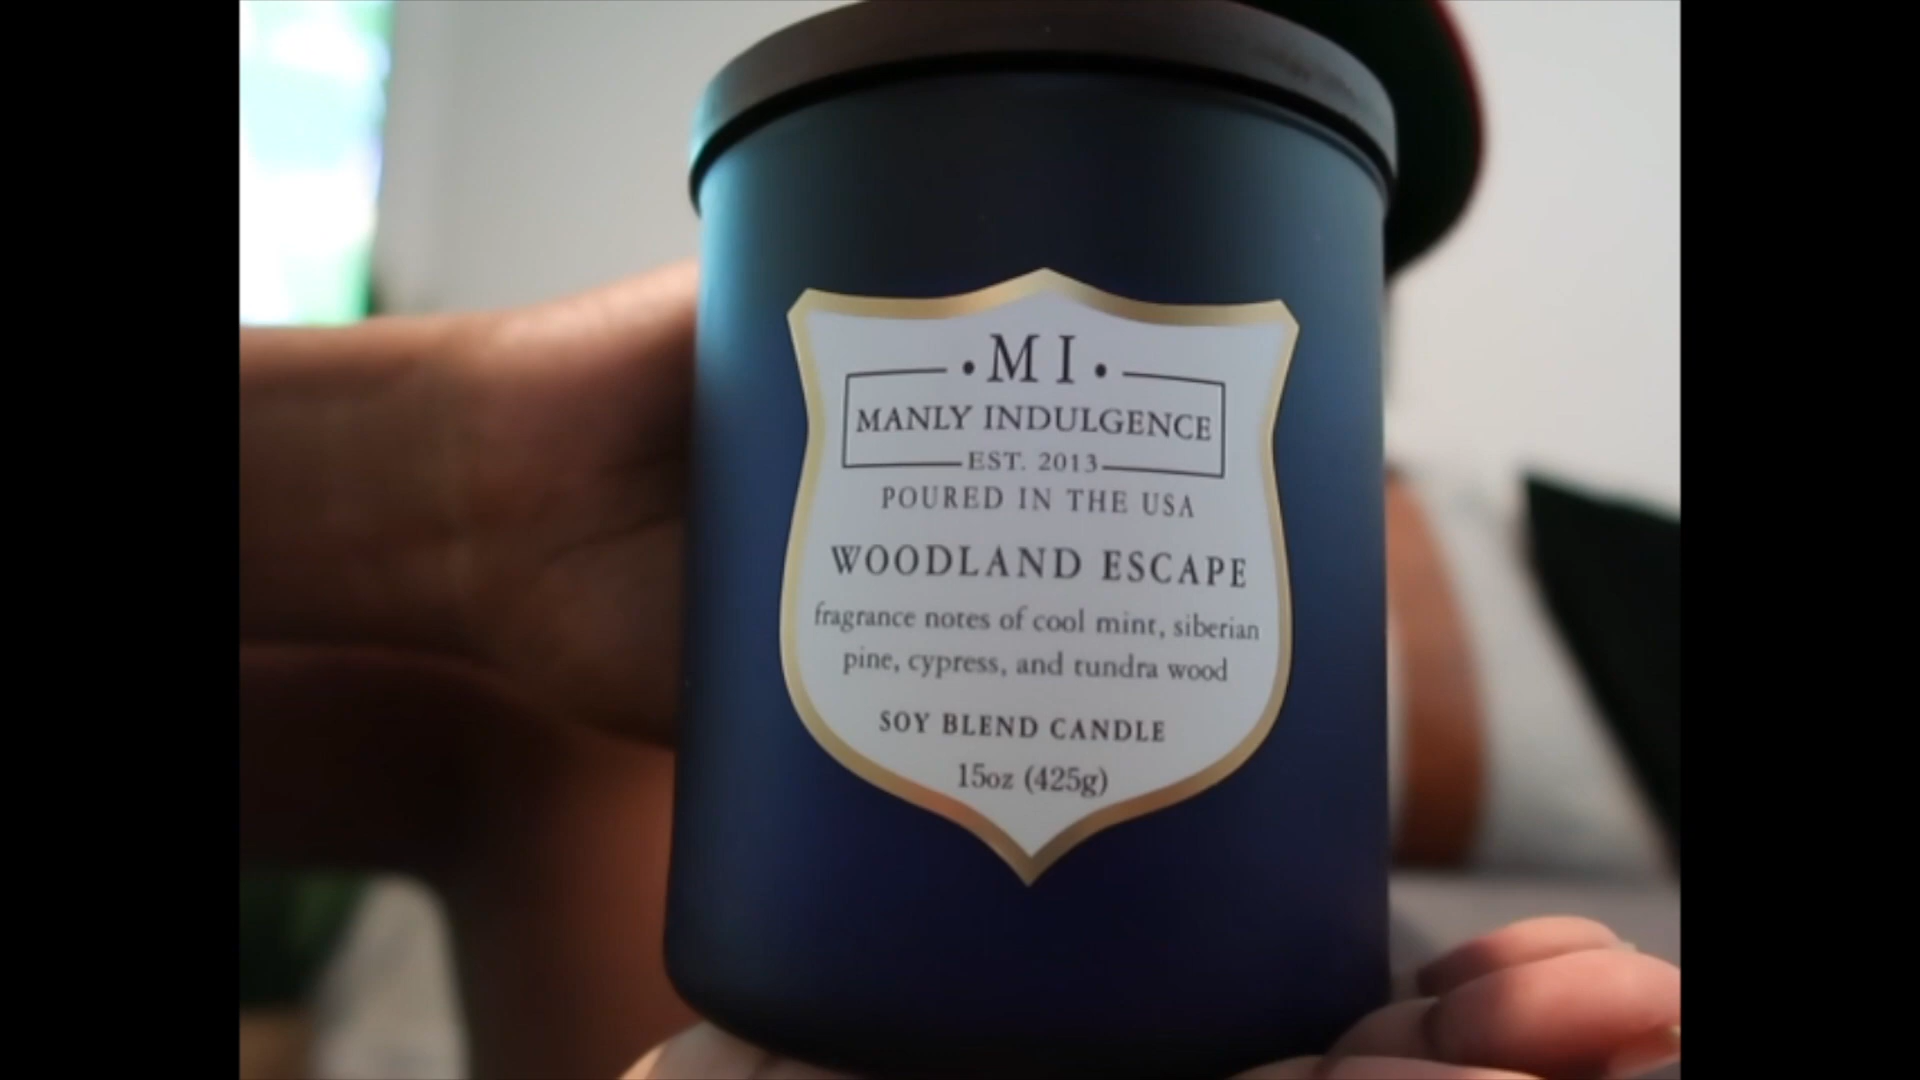 • M I •
MANLY INDULGENCE
EST. 2013
POURED IN THE USA
WOODLAND ESCAPE
fragrance notes of cool mint, siberian
pine, cypress, and tundra wood
SOY BLEND CANDLE
15oz (425g)